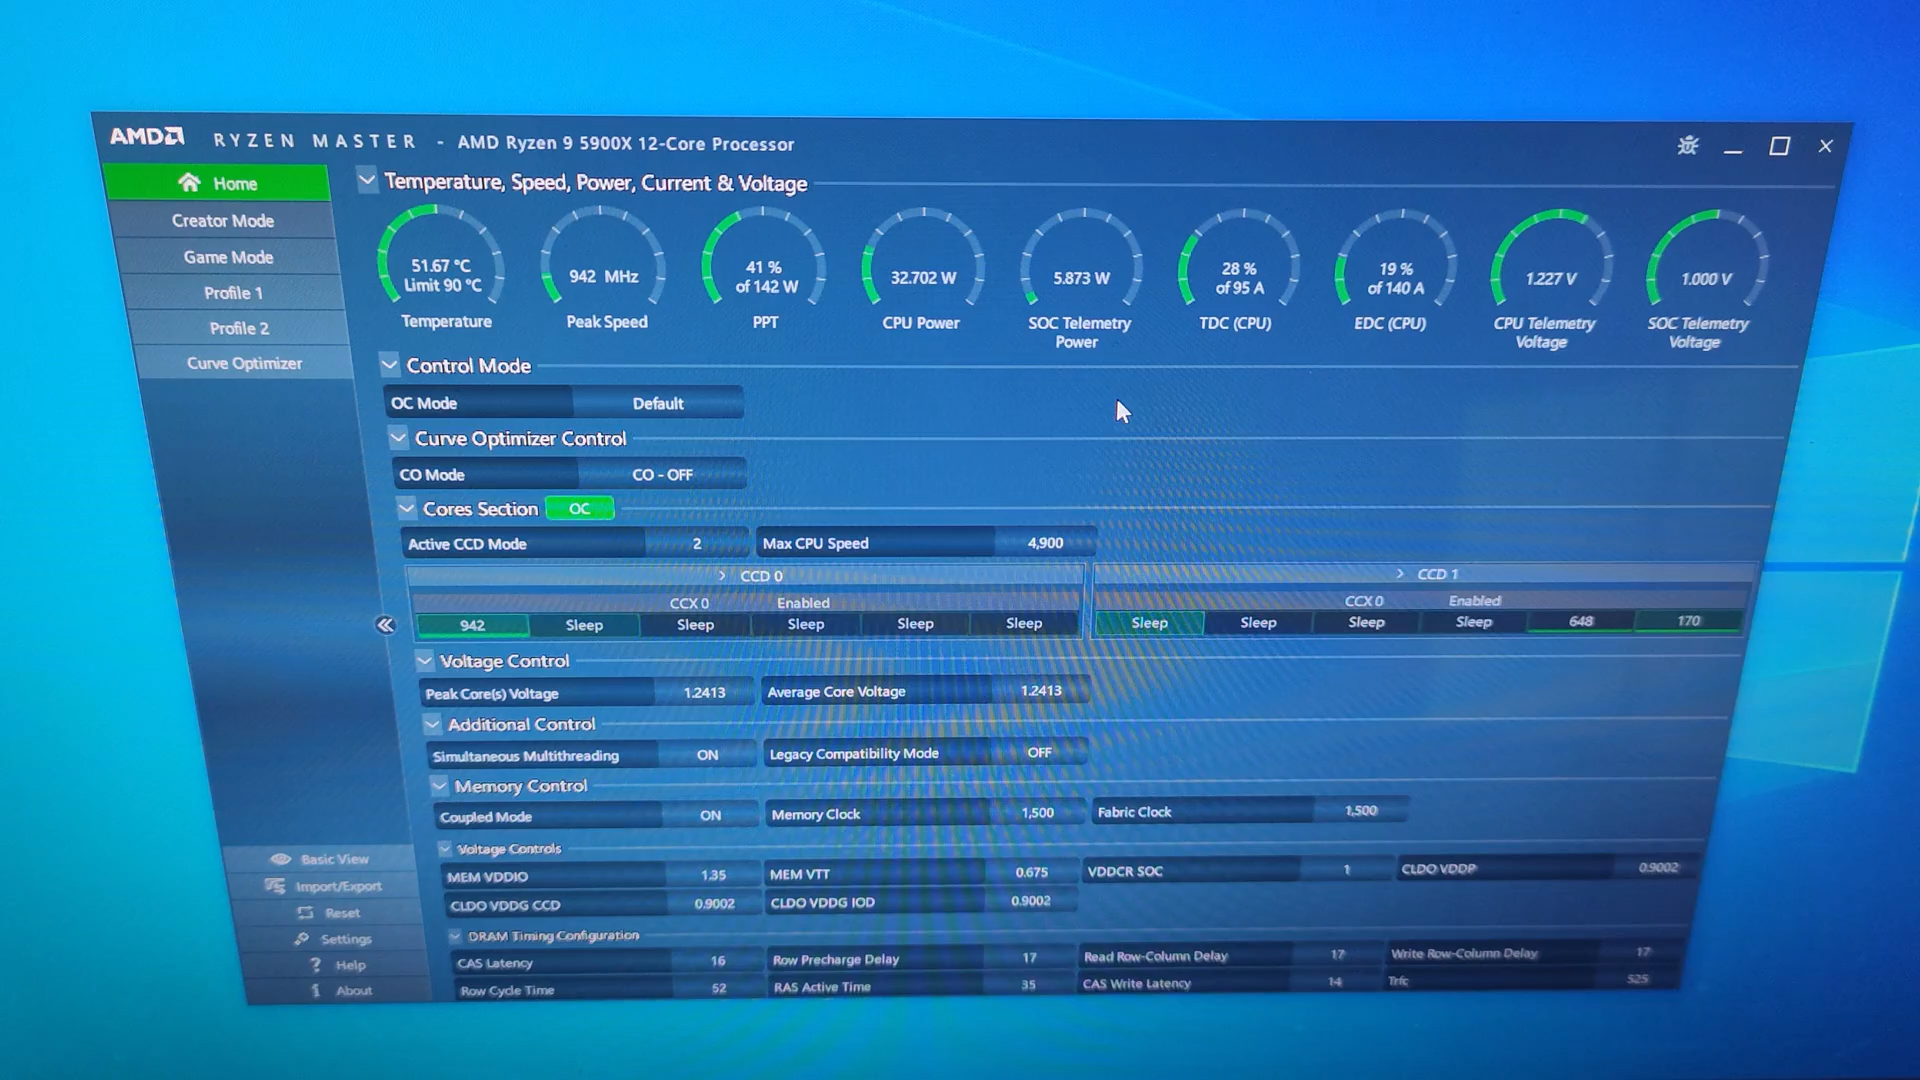 AMD RYZEN MASTER - AMD Ryzen 9 5900X 12-Core Processor
Home
Creator Mode
Game Mode
Profile 1
Profile 2
Curve Optimizer
Temperature, Speed, Power, Current & Voltage
51.67 °C
Limit 90 °C
Temperature
942 MHz
Peak Speed
41 %
of 142 W
PPT
32.702 W
CPU Power
5.873 W
SOC Telemetry
Power
28 %
of 95 A
TDC (CPU)
19 %
of 140 A
EDC (CPU)
1.227 V
CPU Telemetry
Voltage
1.000 V
SOC Telemetry
Voltage
Control Mode
OC Mode Default
Curve Optimizer Control
CO Mode CO - OFF
Cores Section OC
Active CCD Mode 2 Max CPU Speed 4,900
CCD 0 CCD 1
CCX 0 Enabled CCX 0 Enabled
942 Sleep Sleep Sleep Sleep Sleep Sleep Sleep Sleep Sleep 648 170
Voltage Control
Peak Core(s) Voltage 1.2413 Average Core Voltage 1.2413
Additional Control
Simultaneous Multithreading ON Legacy Compatibility Mode OFF
Memory Control
Coupled Mode ON Memory Clock 1,500 Fabric Clock 1,500
Voltage Controls
MEM VDDIO 1.35 MEM VTT 0.675 VDDCR SOC 1 CLDO VDDP 0.9002
CLDO VDDG CCD 0.9002 CLDO VDDG IOD 0.9002
DRAM Timing Configuration
CAS Latency 16 Row Precharge Delay 17 Read Row-Column Delay 17 Write Row-Column Delay 17
Row Cycle Time 52 RAS Active Time 35 CAS Write Latency 14 Trfc 525
Basic View
Import/Export
Reset
Settings
Help
About